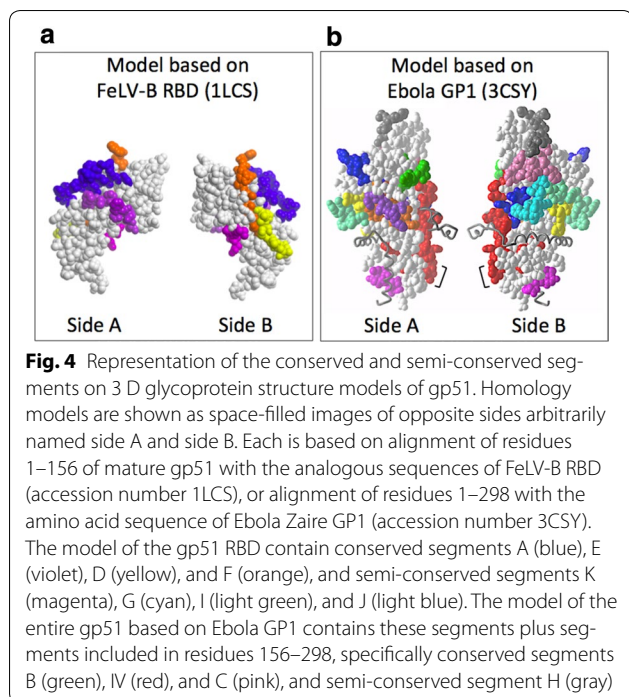 a
b
Model based on
FeLV-B RBD (1LCS)
Model based on
Ebola GP1 (3CSY)
Side A
Side B
Side A
Side B
Fig. 4 Representation of the conserved and semi-conserved seg-
ments on 3 D glycoprotein structure models of gp51. Homology
models are shown as space-filled images of opposite sides arbitrarily
named side A and side B. Each is based on alignment of residues
1–156 of mature gp51 with the analogous sequences of FeLV-B RBD
(accession number 1LCS), or alignment of residues 1–298 with the
amino acid sequence of Ebola Zaire GP1 (accession number 3CSY).
The model of the gp51 RBD contain conserved segments A (blue), E
(violet), D (yellow), and F (orange), and semi-conserved segments K
(magenta), G (cyan), I (light green), and J (light blue). The model of the
entire gp51 based on Ebola GP1 contains these segments plus seg-
ments included in residues 156–298, specifically conserved segments
B (green), IV (red), and C (pink), and semi-conserved segment H (gray)